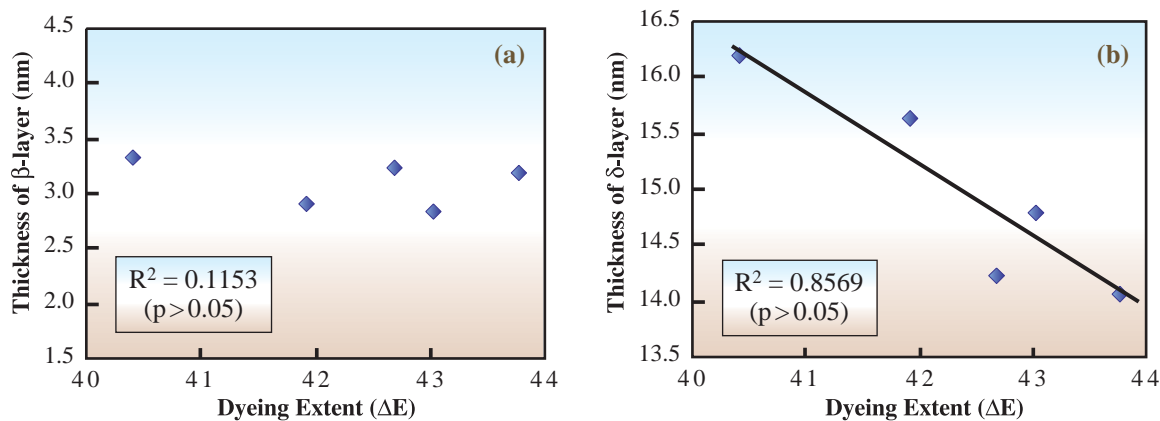 (a)
Thickness of β-layer (nm)
4.5
4.0
3.5
3.0
2.5
2.0
1.5
R² = 0.1153
(p>0.05)
40 41 42 43 44
Dyeing Extent (ΔE)
(b)
Thickness of δ-layer (nm)
16.5
16.0
15.5
15.0
14.5
14.0
13.5
R² = 0.8569
(p>0.05)
40 41 42 43 44
Dyeing Extent (ΔE)